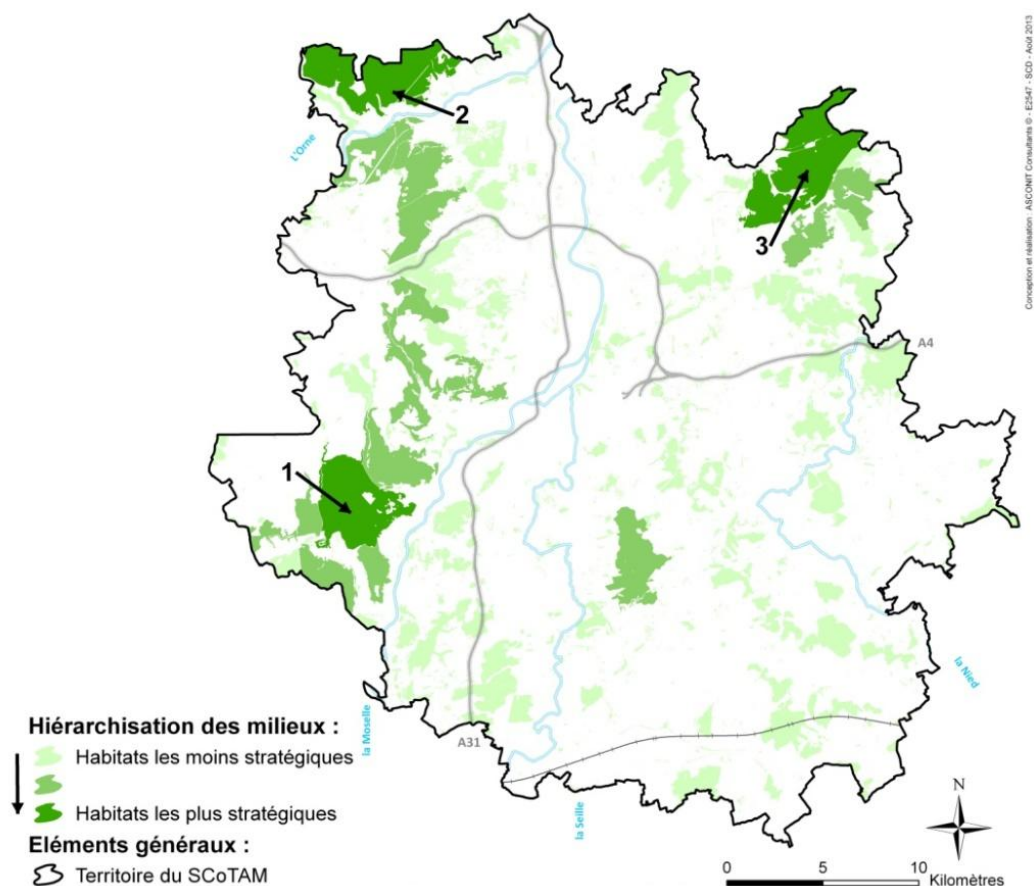 Conception et réalisation : ASCONIT Consultants © - E2547 - SCD - Août 2013
2
L'Orne
3
A4
1
la Nied
la Moselle
A31
la Seille
N
Hiérarchisation des milieux :
Habitats les moins stratégiques
Habitats les plus stratégiques
Eléments généraux :
Territoire du SCoTAM
0 5 10 Kilomètres